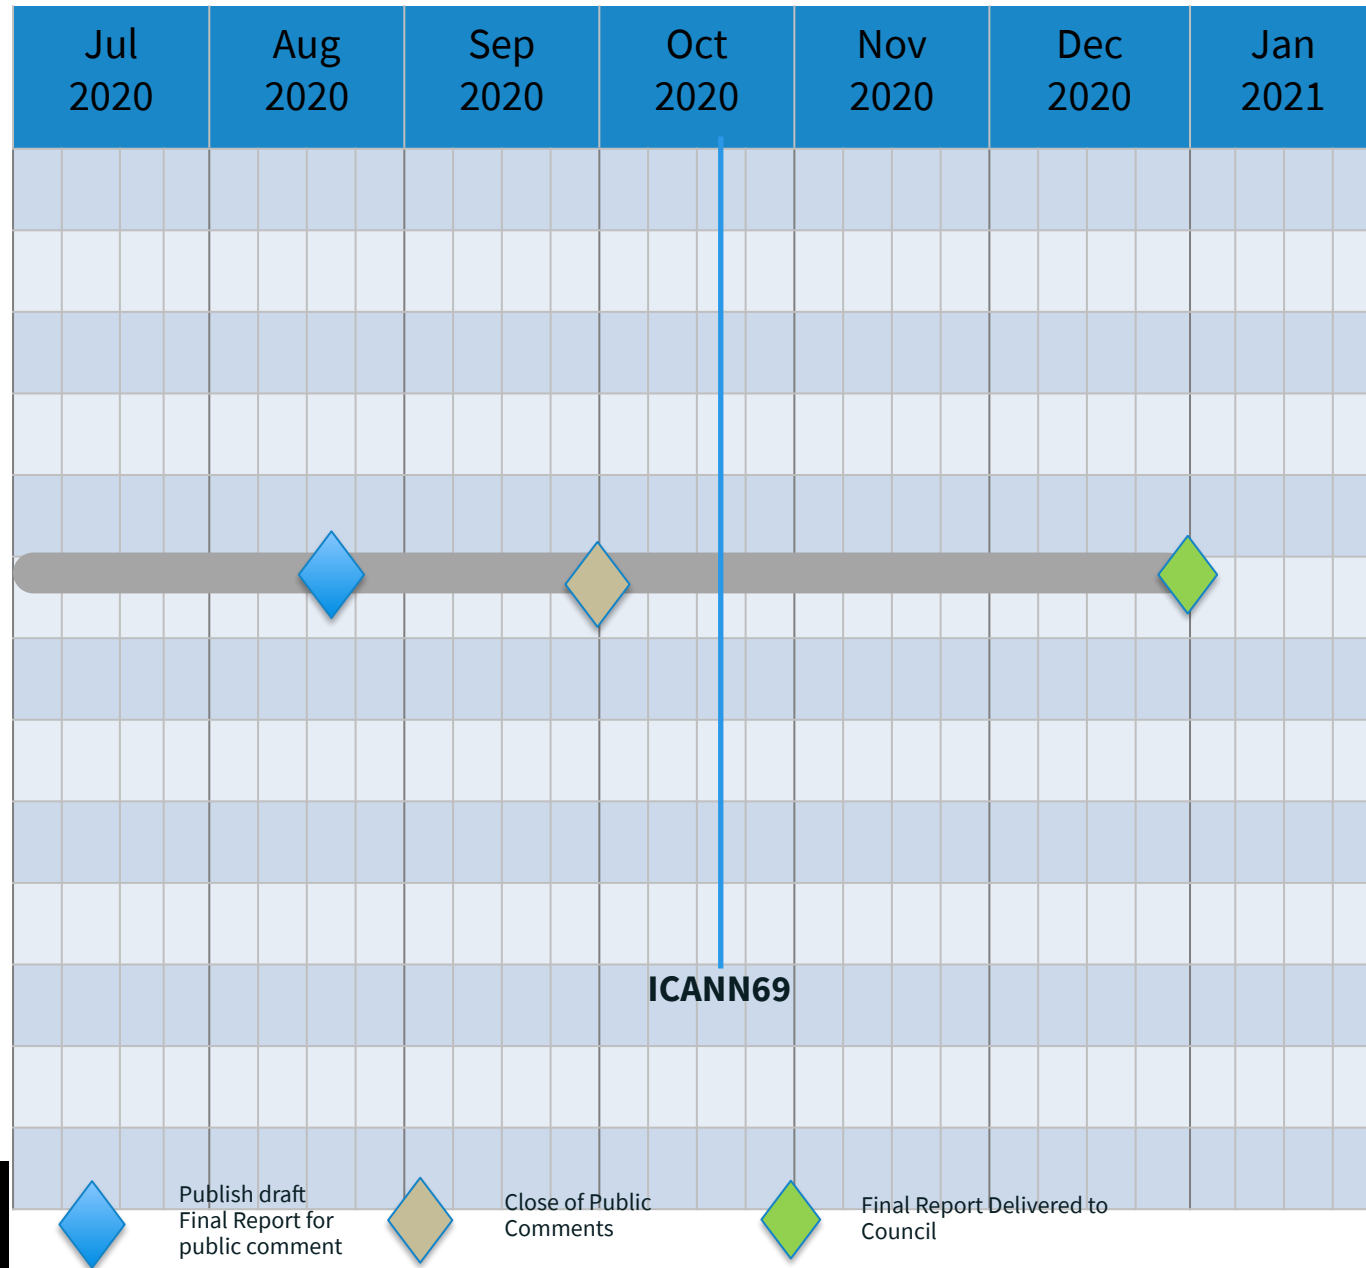 Jul
2020
Aug
2020
Sep
2020
Oct
2020
Nov
2020
Dec
2020
Jan
2021
ICANN69
Publish draft
Final Report for
public comment
Close of Public
Comments
Final Report Delivered to
Council